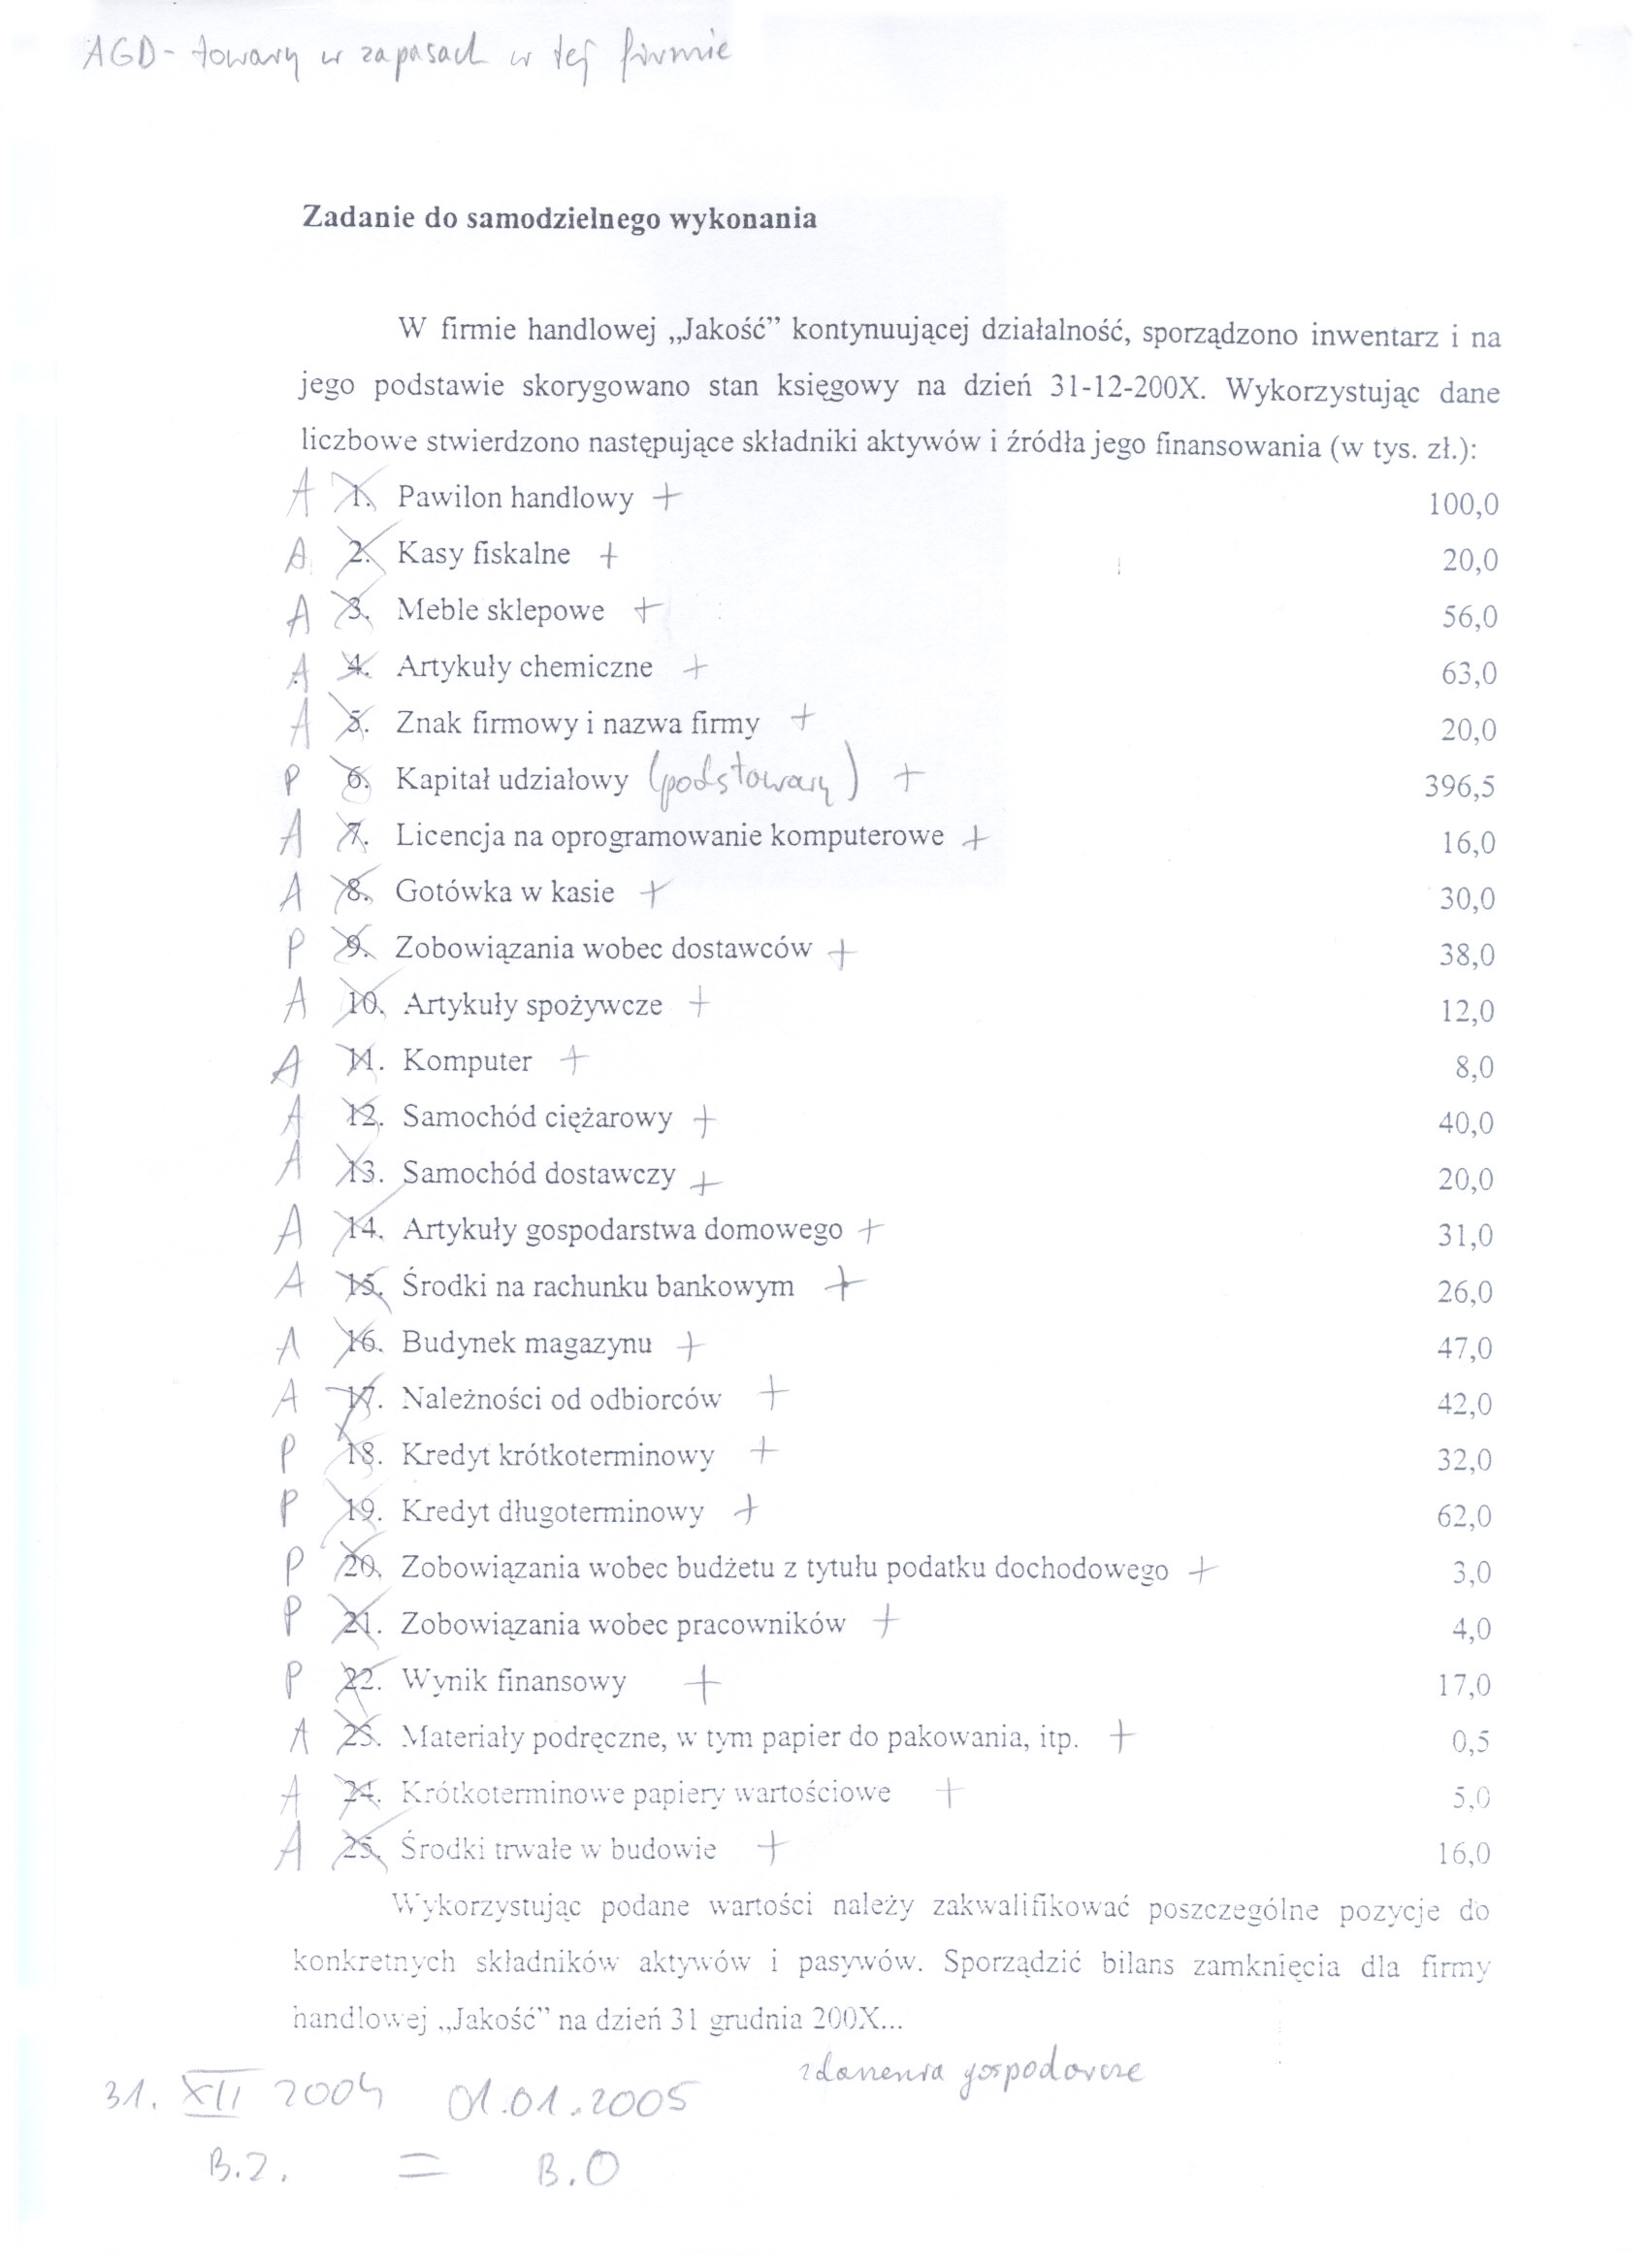 AGD - towary w zapasach w tej firmie
Zadanie do samodzielnego wykonania
W firmie handlowej „Jakość” kontynuującej działalność, sporządzono inwentarz i na
jego podstawie skorygowano stan księgowy na dzień 31-12-200X. Wykorzystując dane
liczbowe stwierdzono następujące składniki aktywów i źródła jego finansowania (w tys. zł.):
A 1. Pawilon handlowy + 100,0
A 2. Kasy fiskalne + 20,0
A 3. Meble sklepowe + 56,0
A 4. Artykuły chemiczne + 63,0
A 5. Znak firmowy i nazwa firmy + 20,0
P 6. Kapitał udziałowy (podstowary) + 396,5
A 7. Licencja na oprogramowanie komputerowe + 16,0
A 8. Gotówka w kasie + 30,0
P 9. Zobowiązania wobec dostawców + 38,0
A 10. Artykuły spożywcze + 12,0
A 11. Komputer + 8,0
A 12. Samochód ciężarowy + 40,0
A 13. Samochód dostawczy + 20,0
A 14. Artykuły gospodarstwa domowego + 31,0
A 15. Środki na rachunku bankowym + 26,0
A 16. Budynek magazynu + 47,0
A 17. Należności od odbiorców + 42,0
P 18. Kredyt krótkoterminowy + 32,0
P 19. Kredyt długoterminowy + 62,0
P 20. Zobowiązania wobec budżetu z tytułu podatku dochodowego + 3,0
P 21. Zobowiązania wobec pracowników + 4,0
P 22. Wynik finansowy + 17,0
A 23. Materiały podręczne, w tym papier do pakowania, itp. + 0,5
A 24. Krótkoterminowe papiery wartościowe + 5,0
A 25. Środki trwałe w budowie + 16,0
Wykorzystując podane wartości należy zakwalifikować poszczególne pozycje do
konkretnych składników aktywów i pasywów. Sporządzić bilans zamknięcia dla firmy
handlowej „Jakość” na dzień 31 grudnia 200X...
zdarzenia gospodarcze
31. XII 2004 01.01.2005
B.Z. = B.O